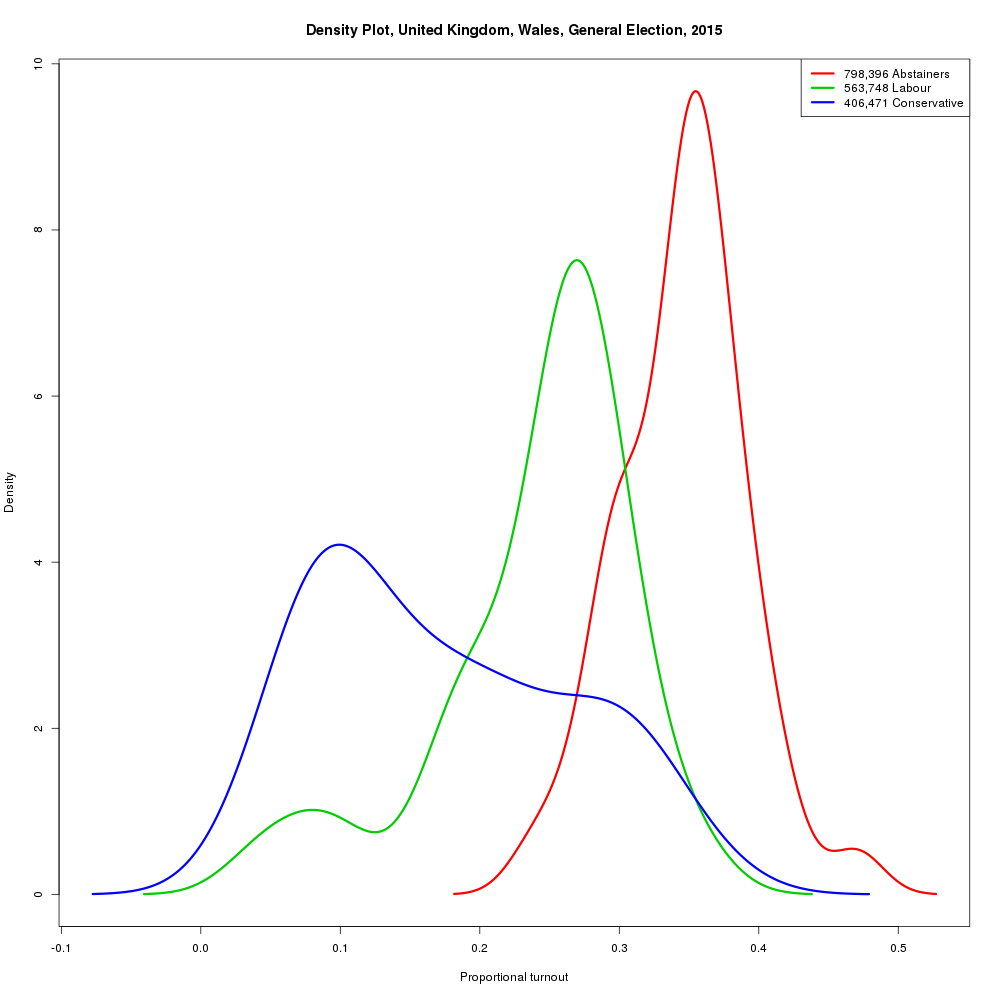 Density Plot, United Kingdom, Wales, General Election, 2015
798,396 Abstainers
563,748 Labour
406,471 Conservative
10
8
6
4
2
0
Density
-0.1 0.0 0.1 0.2 0.3 0.4 0.5
Proportional turnout